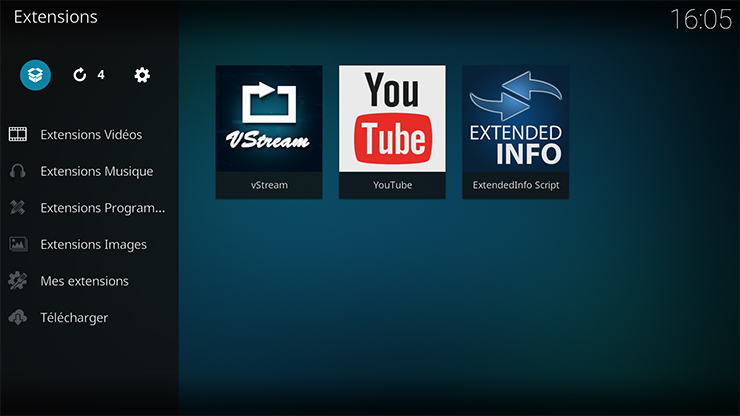 Extensions
16:05
4
Extensions Vidéos
Extensions Musique
Extensions Program...
Extensions Images
Mes extensions
Télécharger
VStream
vStream
You
Tube
YouTube
EXTENDED
INFO
ExtendedInfo Script